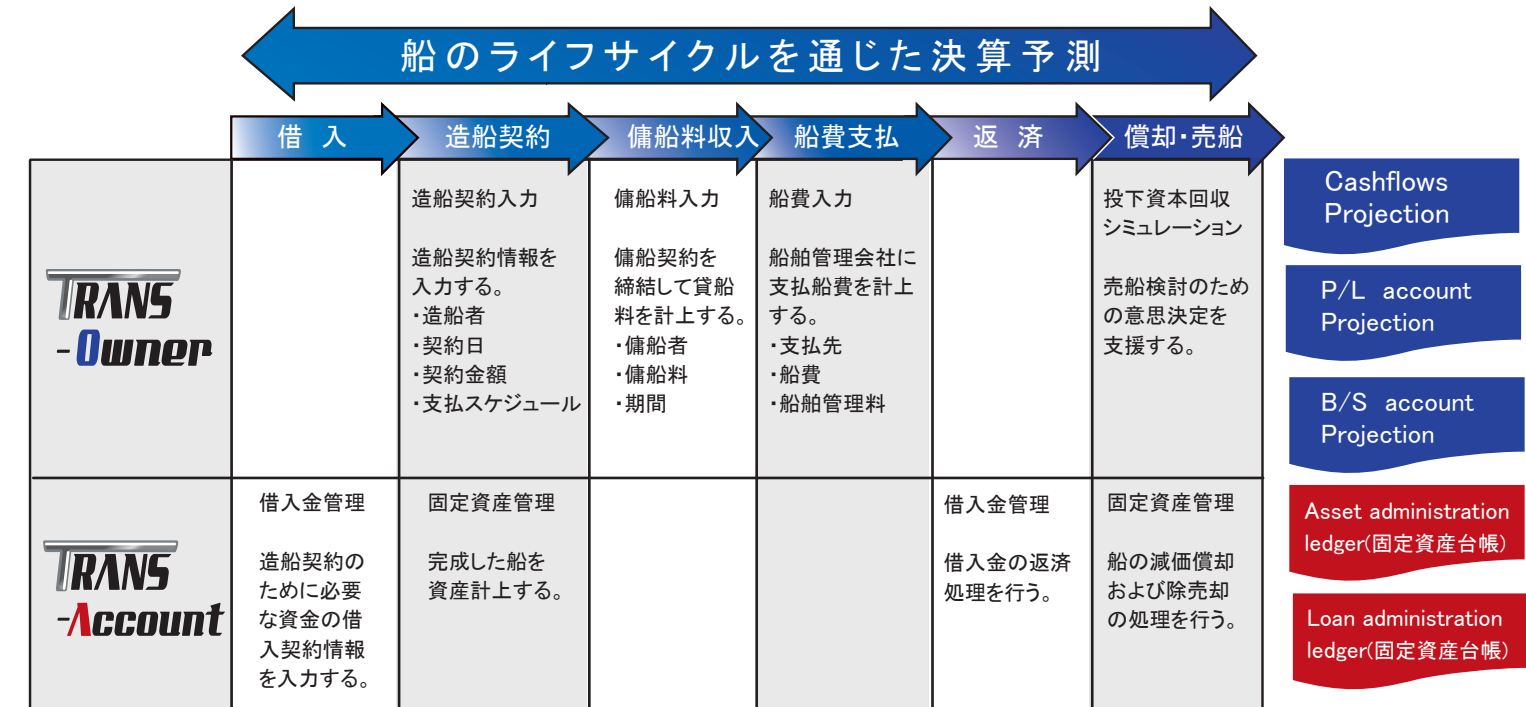 船のライフサイクルを通じた決算予測
借 入
造船契約
傭船料収入
船費支払
返 済
償却・売船
TRANS
-Owner
造船契約入力
造船契約情報を
入力する。
・造船者
・契約日
・契約金額
・支払スケジュール
傭船料入力
傭船契約を
締結して貸船
料を計上する。
・傭船者
・傭船料
・期間
船費入力
船舶管理会社に
支払船費を計上
する。
・支払先
・船費
・船舶管理料
投下資本回収
シミュレーション
売船検討のため
の意思決定を
支援する。
TRANS
-Account
借入金管理
造船契約の
ために必要
な資金の借
入契約情報
を入力する。
固定資産管理
完成した船を
資産計上する。
借入金管理
借入金の返済
処理を行う。
固定資産管理
船の減価償却
および除売却
の処理を行う。
Cashflows
Projection
P/L account
Projection
B/S account
Projection
Asset administration
ledger(固定資産台帳)
Loan administration
ledger(固定資産台帳)